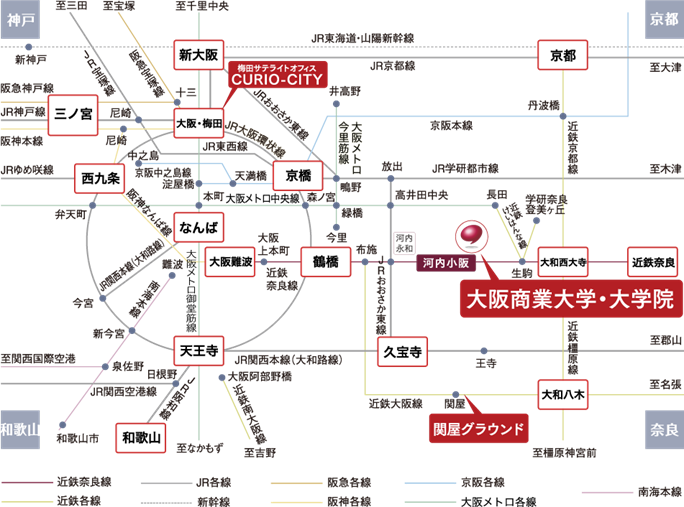 神戸
京都
至三田
至宝塚
至千里中央
新神戸
JR東海道・山陽新幹線
JR宝塚線
阪急宝塚線
新大阪
JR京都線
京都
至大津
梅田サテライトオフィス
CURIO-CITY
阪急神戸線
十三
JR神戸線
三ノ宮
尼崎
大阪・梅田
JRおおさか東線
井高野
丹波橋
大阪メトロ今里筋線
京阪本線
近鉄京都線
阪神本線
尼崎
JR大阪環状線
JR東西線
中之島
JRゆめ咲線
西九条
京阪中之島線
淀屋橋
天満橋
京橋
放出
JR学研都市線
至木津
鴫野
本町
大阪メトロ中央線
森ノ宮
高井田中央
長田
学研奈良
登美ヶ丘
弁天町
阪神なんば線
緑橋
近鉄けいはんな線
なんば
今里
JR関西本線(大和路線)
大阪
上本町
布施
河内
永和
難波
大阪難波
鶴橋
河内小阪
生駒
大和西大寺
近鉄奈良
近鉄
奈良線
大阪メトロ御堂筋線
JRおおさか東線
大阪商業大学・大学院
今宮
南海本線
新今宮
近鉄橿原線
天王寺
久宝寺
至郡山
至関西国際空港
JR関西本線(大和路線)
王寺
泉佐野
日根野
大阪阿部野橋
至名張
JR関西空港線
JR阪和線
近鉄南大阪線
近鉄大阪線
関屋
大和八木
和歌山
和歌山市
和歌山
関屋グラウンド
奈良
至なかもず
至吉野
至橿原神宮前
近鉄奈良線
JR各線
阪急各線
京阪各線
南海本線
近鉄各線
新幹線
阪神各線
大阪メトロ各線